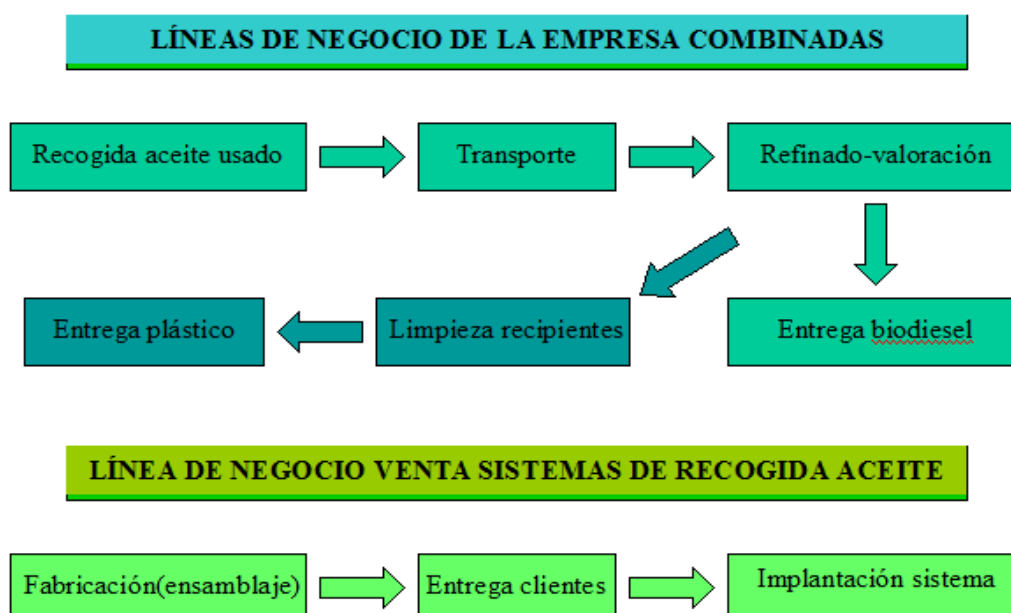 LÍNEAS DE NEGOCIO DE LA EMPRESA COMBINADAS
Recogida aceite usado
Transporte
Refinado-valoración
Entrega plástico
Limpieza recipientes
Entrega biodiesel
LÍNEA DE NEGOCIO VENTA SISTEMAS DE RECOGIDA ACEITE
Fabricación(ensamblaje)
Entrega clientes
Implantación sistema